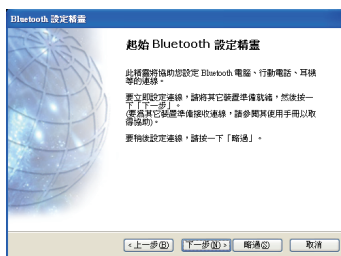 Bluetooth 設定精靈
起始 Bluetooth 設定精靈
此精靈將協助您設定 Bluetooth 電腦、行動電話、耳機
等的連線。
要立即設定連線，請將其它裝置準備就緒，然後按一
下「下一步」。
(要為其它裝置準備接收連線，請參閱其使用手冊以取
得協助)。
要稍後設定連線，請按一下「略過」。
<上一步(B) 下一步(N)> 略過(S) 取消